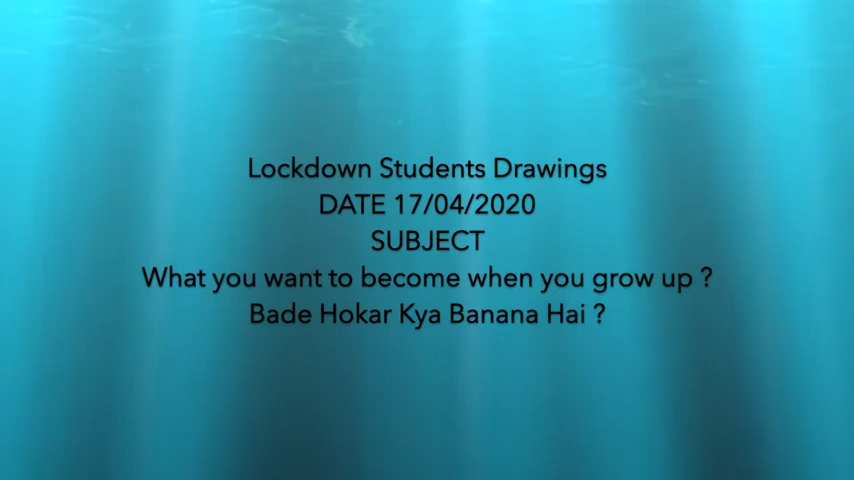 Lockdown Students Drawings
DATE 17/04/2020
SUBJECT
What you want to become when you grow up ?
Bade Hokar Kya Banana Hai ?